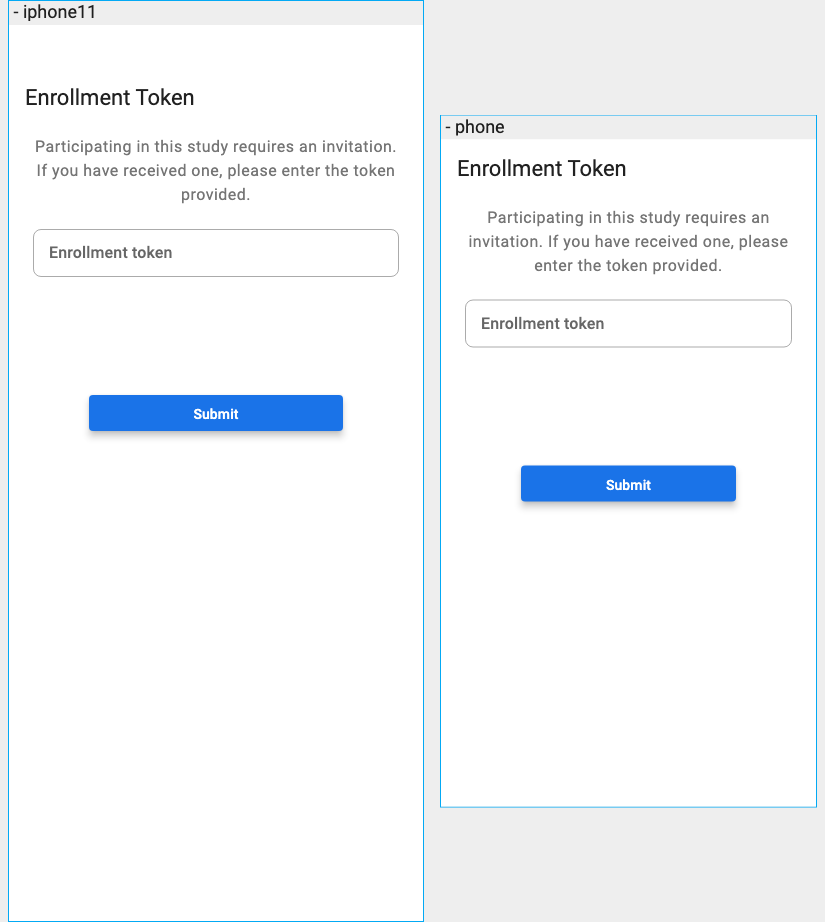 - iphone11
Enrollment Token
Participating in this study requires an invitation.
If you have received one, please enter the token
provided.
Enrollment token
Submit
- phone
Enrollment Token
Participating in this study requires an
invitation. If you have received one, please
enter the token provided.
Enrollment token
Submit